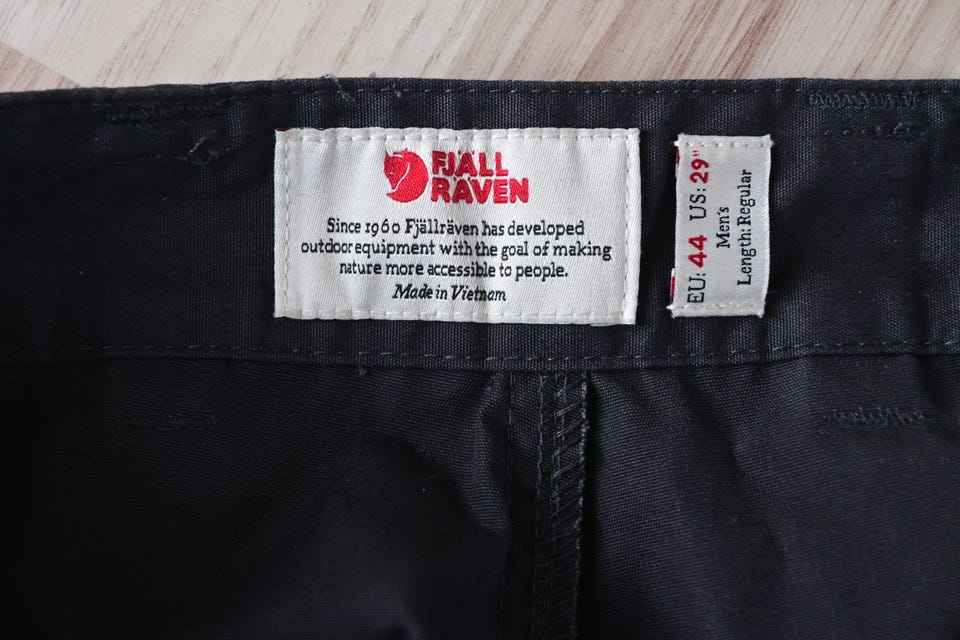 FJÄLL
RÄVEN
Since 1960 Fjällräven has developed
outdoor equipment with the goal of making
nature more accessible to people.
Made in Vietnam
EU: 44 US: 29"
Men's
Length: Regular